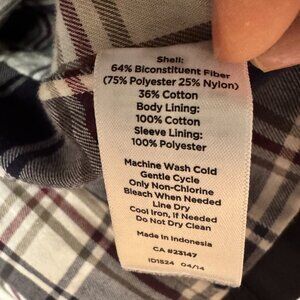 Shell:
64% Biconstituent Fiber
(75% Polyester 25% Nylon)
36% Cotton
Body Lining:
100% Cotton
Sleeve Lining:
100% Polyester
Machine Wash Cold
Gentle Cycle
Only Non-Chlorine
Bleach When Needed
Line Dry
Cool Iron, If Needed
Do Not Dry Clean
Made in Indonesia
CA #23147
ID1524 04/14